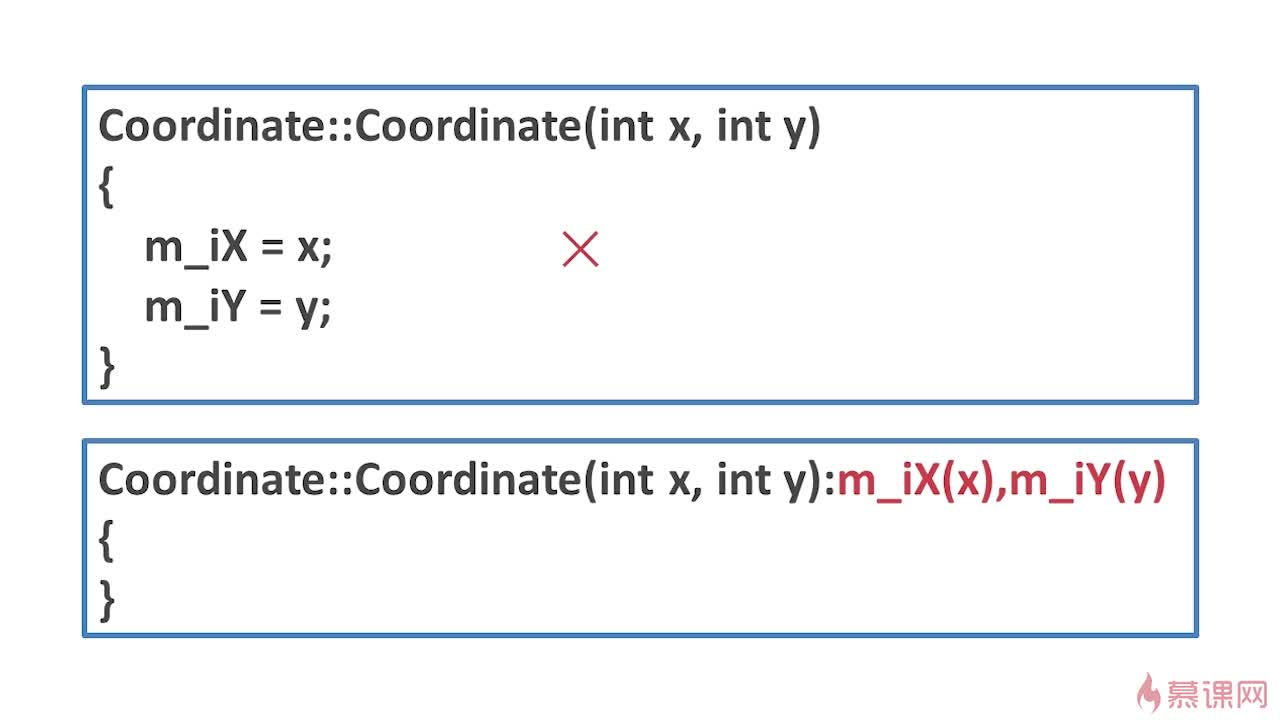 Coordinate::Coordinate(int x, int y)
{
m_iX = x;
m_iY = y;
}
Coordinate::Coordinate(int x, int y):m_iX(x),m_iY(y)
{
}
慕课网